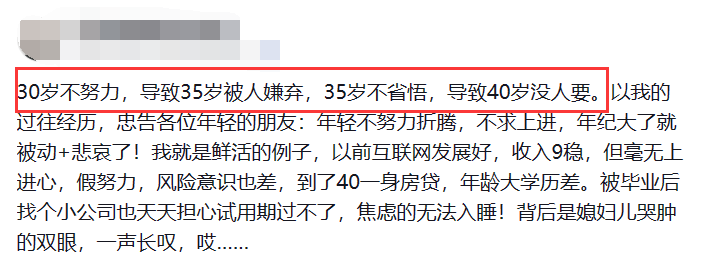 30岁不努力，导致35岁被人嫌弃，35岁不省悟，导致40岁没人要。以我的
过往经历，忠告各位年轻的朋友：年轻不努力折腾，不求上进，年纪大了就
被动+悲哀了！我就是鲜活的例子，以前互联网发展好，收入9稳，但毫无上
进心，假努力，风险意识也差，到了40一身房贷，年龄大学历差。被毕业后
找个小公司也天天担心试用期过不了，焦虑的无法入睡！背后是媳妇儿哭肿
的双眼，一声长叹，哎......